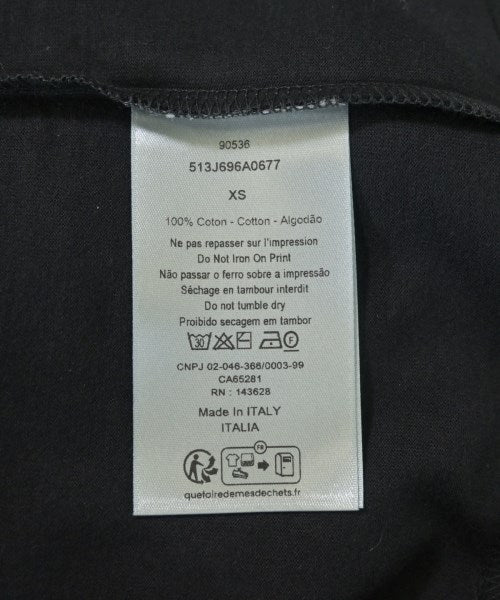 90536
513J696A0677
XS
100% Coton - Cotton - Algodão
Ne pas repasser sur l'impression
Do Not Iron On Print
Não passar o ferro sobre a impressão
Séchage en tambour interdit
Do not tumble dry
Proibido secagem em tambor
30 F
CNPJ 02-046-366/0003-99
CA65281
RN : 143628
Made In ITALY
ITALIA
FR
quefairedemesdechets.fr